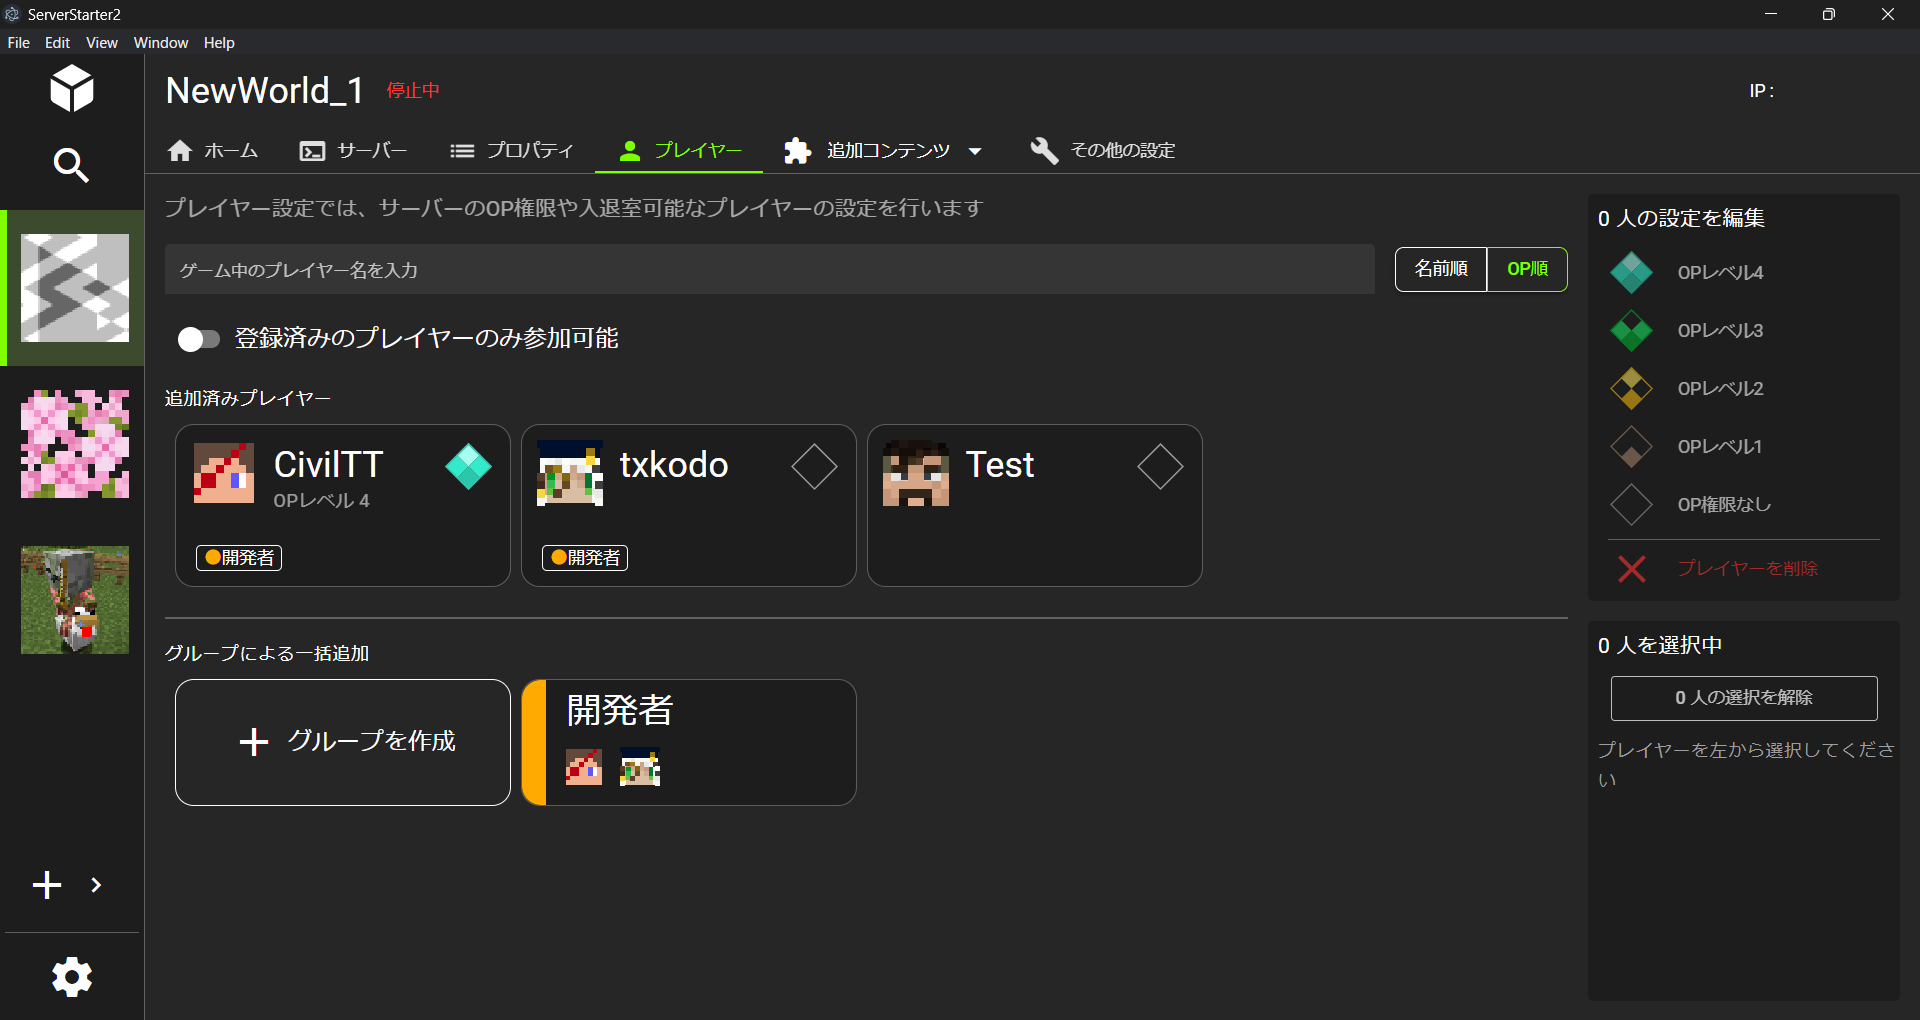 ServerStarter2
File Edit View Window Help
NewWorld_1 停止中
IP :
ホーム サーバー プロパティ プレイヤー 追加コンテンツ その他の設定
プレイヤー設定では、サーバーのOP権限や入退室可能なプレイヤーの設定を行います
ゲーム中のプレイヤー名を入力
名前順 OP順
登録済みのプレイヤーのみ参加可能
追加済みプレイヤー
CivilTT
OPレベル 4
開発者
txkodo
開発者
Test
グループによる一括追加
グループを作成
開発者
0 人の設定を編集
OPレベル4
OPレベル3
OPレベル2
OPレベル1
OP権限なし
プレイヤーを削除
0 人を選択中
0 人の選択を解除
プレイヤーを左から選択してくださ
い